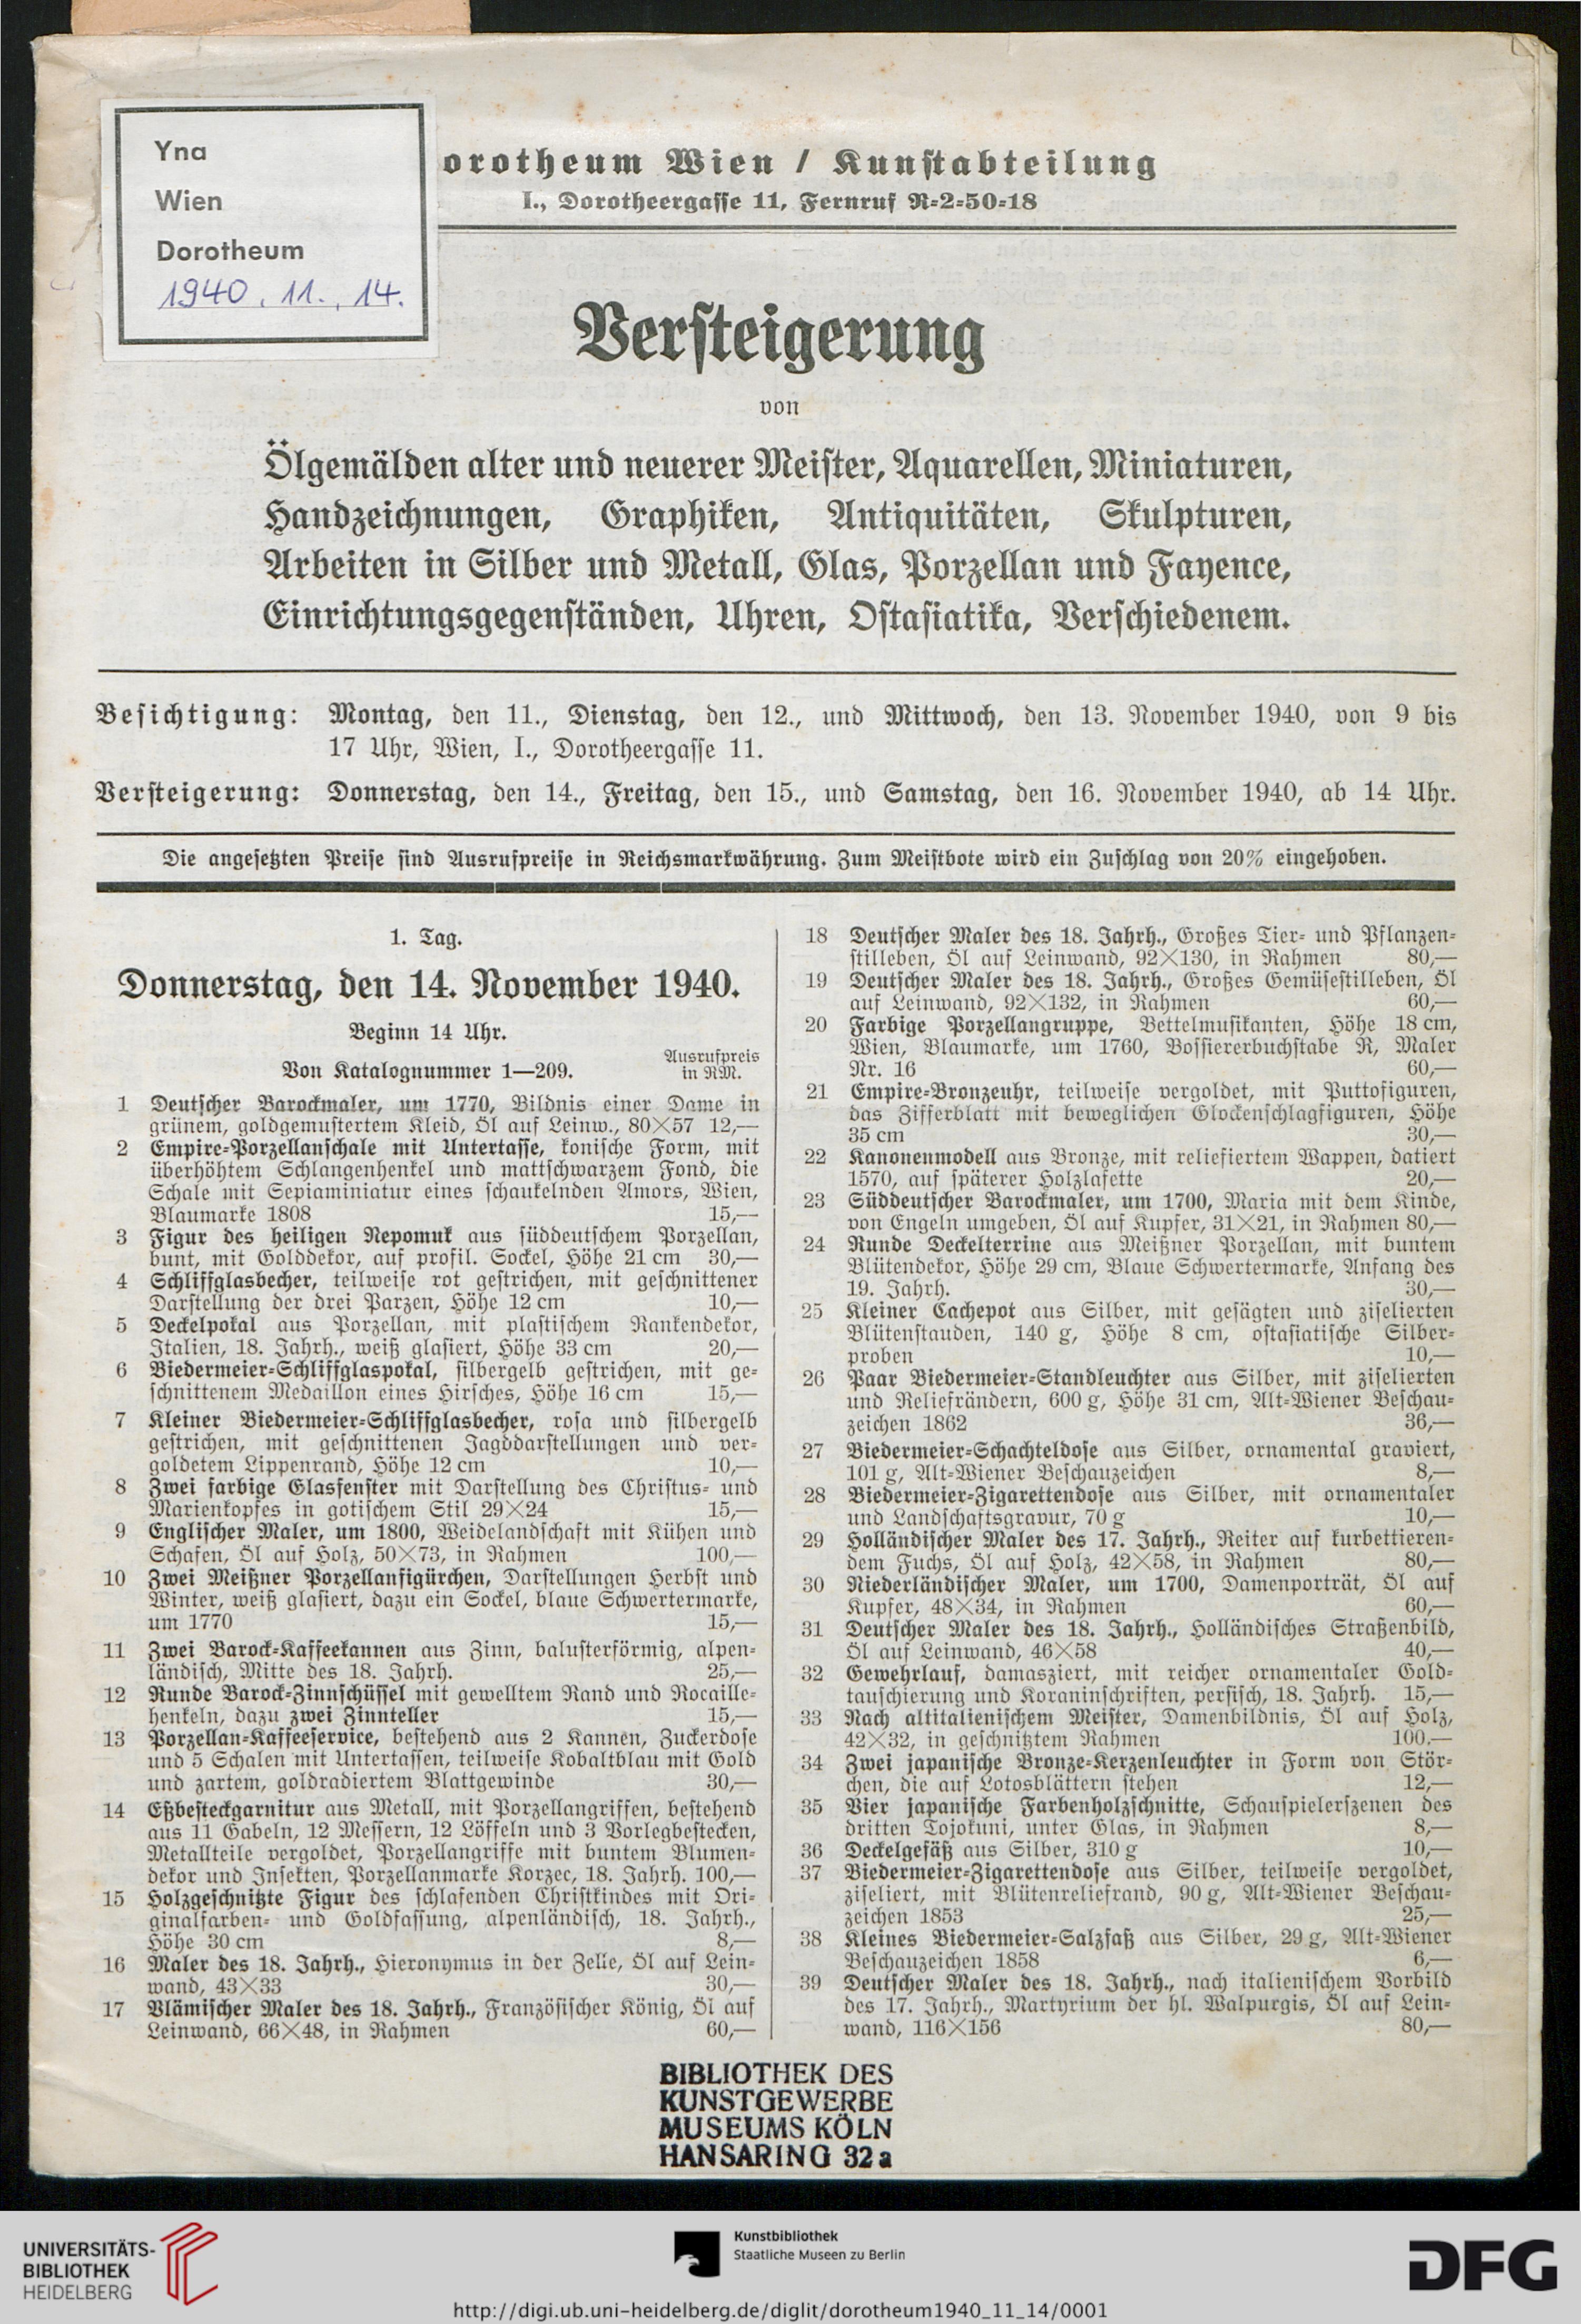 Yna
Wien
Dorotheum
1940. 11., 14.
orotheum Wien / Kunstabteilung
I., Dorotheergasse 11, Fernruf R-2-50-18
Versteigerung
von
Ölgemälden alter und neuerer Meister, Aquarellen, Miniaturen,
Handzeichnungen, Graphiken, Antiquitäten, Skulpturen,
Arbeiten in Silber und Metall, Glas, Porzellan und Fayence,
Einrichtungsgegenständen, Uhren, Ostasiatika, Verschiedenem.
Besichtigung: Montag, den 11., Dienstag, den 12., und Mittwoch, den 13. November 1940, von 9 bis
17 Uhr, Wien, I., Dorotheergasse 11.
Versteigerung: Donnerstag, den 14., Freitag, den 15., und Samstag, den 16. November 1940, ab 14 Uhr.
Die angesetzten Preise sind Ausrufpreise in Reichsmarkwährung. Zum Meistbote wird ein Zuschlag von 20% eingehoben.
1. Tag.
Donnerstag, den 14. November 1940.
Beginn 14 Uhr.
Von Katalognummer 1—209.
Ausrufpreis
in RM.
1 Deutscher Barockmaler, um 1770, Bildnis einer Dame in
grünem, goldgemustertem Kleid, Öl auf Leinw., 80×57 12,—
2 Empire-Porzellanschale mit Untertasse, konische Form, mit
überhöhtem Schlangenhenkel und mattschwarzem Fond, die
Schale mit Sepiaminiatur eines schaukelnden Amors, Wien,
Blaumarke 1808 15,—
3 Figur des heiligen Nepomuk aus süddeutschem Porzellan,
bunt, mit Golddekor, auf profil. Sockel, Höhe 21 cm 30,—
4 Schliffglasbecher, teilweise rot gestrichen, mit geschnittener
Darstellung der drei Parzen, Höhe 12 cm 10,—
5 Deckelpokal aus Porzellan, mit plastischem Rankendekor,
Italien, 18. Jahrh., weiß glasiert, Höhe 33 cm 20,—
6 Biedermeier-Schliffglaspokal, silbergelb gestrichen, mit ge-
schnittenem Medaillon eines Hirsches, Höhe 16 cm 15,—
7 Kleiner Biedermeier-Schliffglasbecher, rosa und silbergelb
gestrichen, mit geschnittenen Jagddarstellungen und ver-
goldetem Lippenrand, Höhe 12 cm 10,—
8 Zwei farbige Glasfenster mit Darstellung des Christus- und
Marienkopfes in gotischem Stil 29×24 15,—
9 Englischer Maler, um 1800, Weidelandschaft mit Kühen und
Schafen, Öl auf Holz, 50×73, in Rahmen 100,—
10 Zwei Meißner Porzellanfigürchen, Darstellungen Herbst und
Winter, weiß glasiert, dazu ein Sockel, blaue Schwertermarke,
um 1770 15,—
11 Zwei Barock-Kaffeekannen aus Zinn, balusterförmig, alpen-
ländisch, Mitte des 18. Jahrh. 25,—
12 Runde Barock-Zinnschüssel mit gewelltem Rand und Rocaille-
henkeln, dazu zwei Zinnteller 15,—
13 Porzellan-Kaffeeservice, bestehend aus 2 Kannen, Zuckerdose
und 5 Schalen mit Untertassen, teilweise Kobaltblau mit Gold
und zartem, goldradiertem Blattgewinde 30,—
14 Eßbesteckgarnitur aus Metall, mit Porzellangriffen, bestehend
aus 11 Gabeln, 12 Messern, 12 Löffeln und 3 Vorlegbestecken,
Metallteile vergoldet, Porzellangriffe mit buntem Blumen-
dekor und Insekten, Porzellanmarke Korzec, 18. Jahrh. 100,—
15 Holzgeschnitzte Figur des schlafenden Christkindes mit Ori-
ginalfarben- und Goldfassung, alpenländisch, 18. Jahrh.,
Höhe 30 cm 8,—
16 Maler des 18. Jahrh., Hieronymus in der Zelle, Öl auf Lein-
wand, 43×33 30,—
17 Vlämischer Maler des 18. Jahrh., Französischer König, Öl auf
Leinwand, 66×48, in Rahmen 60,—
18 Deutscher Maler des 18. Jahrh., Großes Tier- und Pflanzen-
stilleben, Öl auf Leinwand, 92×130, in Rahmen 80,—
19 Deutscher Maler des 18. Jahrh., Großes Gemüsestilleben, Öl
auf Leinwand, 92×132, in Rahmen 60,—
20 Farbige Porzellangruppe, Bettelmusikanten, Höhe 18 cm,
Wien, Blaumarke, um 1760, Bossiererbuchstabe R, Maler
Nr. 16 60,—
21 Empire-Bronzeuhr, teilweise vergoldet, mit Puttofiguren,
das Zifferblatt mit beweglichen Glockenschlagfiguren, Höhe
35 cm 30,—
22 Kanonenmodell aus Bronze, mit reliefiertem Wappen, datiert
1570, auf späterer Holzlafette 20,—
23 Süddeutscher Barockmaler, um 1700, Maria mit dem Kinde,
von Engeln umgeben, Öl auf Kupfer, 31×21, in Rahmen 80,—
24 Runde Deckelterrine aus Meißner Porzellan, mit buntem
Blütendekor, Höhe 29 cm, Blaue Schwertermarke, Anfang des
19. Jahrh. 30,—
25 Kleiner Cachepot aus Silber, mit gesägten und ziselierten
Blütenstauden, 140 g, Höhe 8 cm, ostasiatische Silber-
proben 10,—
26 Paar Biedermeier-Standleuchter aus Silber, mit ziselierten
und Reliefrändern, 600 g, Höhe 31 cm, Alt-Wiener Beschau-
zeichen 1862 36,—
27 Biedermeier-Schachteldose aus Silber, ornamental graviert,
101 g, Alt-Wiener Beschauzeichen 8,—
28 Biedermeier-Zigarettendose aus Silber, mit ornamentaler
und Landschaftsgravur, 70 g 10,—
29 Holländischer Maler des 17. Jahrh., Reiter auf kurbettieren-
dem Fuchs, Öl auf Holz, 42×58, in Rahmen 80,—
30 Niederländischer Maler, um 1700, Damenporträt, Öl auf
Kupfer, 48×34, in Rahmen 60,—
31 Deutscher Maler des 18. Jahrh., Holländisches Straßenbild,
Öl auf Leinwand, 46×58 40,—
32 Gewehrlauf, damasziert, mit reicher ornamentaler Gold-
tauschierung und Koraninschriften, persisch, 18. Jahrh. 15,—
33 Nach altitalienischem Meister, Damenbildnis, Öl auf Holz,
42×32, in geschnitztem Rahmen 100,—
34 Zwei japanische Bronze-Kerzenleuchter in Form von Stör-
chen, die auf Lotosblättern stehen 12,—
35 Vier japanische Farbenholzschnitte, Schauspielerszenen des
dritten Tojokuni, unter Glas, in Rahmen 8,—
36 Deckelgefäß aus Silber, 310 g 10,—
37 Biedermeier-Zigarettendose aus Silber, teilweise vergoldet,
ziseliert, mit Blütenreliefrand, 90 g, Alt-Wiener Beschau-
zeichen 1853 25,—
38 Kleines Biedermeier-Salzfaß aus Silber, 29 g, Alt-Wiener
Beschauzeichen 1858 6,—
39 Deutscher Maler des 18. Jahrh., nach italienischem Vorbild
des 17. Jahrh., Martyrium der hl. Walpurgis, Öl auf Lein-
wand, 116×156 80,—
BIBLIOTHEK DES
KUNSTGEWERBE
MUSEUMS KÖLN
HANSARING 32a
UNIVERSITÄTS-
BIBLIOTHEK
HEIDELBERG
Kunstbibliothek
Staatliche Museen zu Berlin
DFG
http://digi.ub.uni-heidelberg.de/diglit/dorotheum1940_11_14/0001